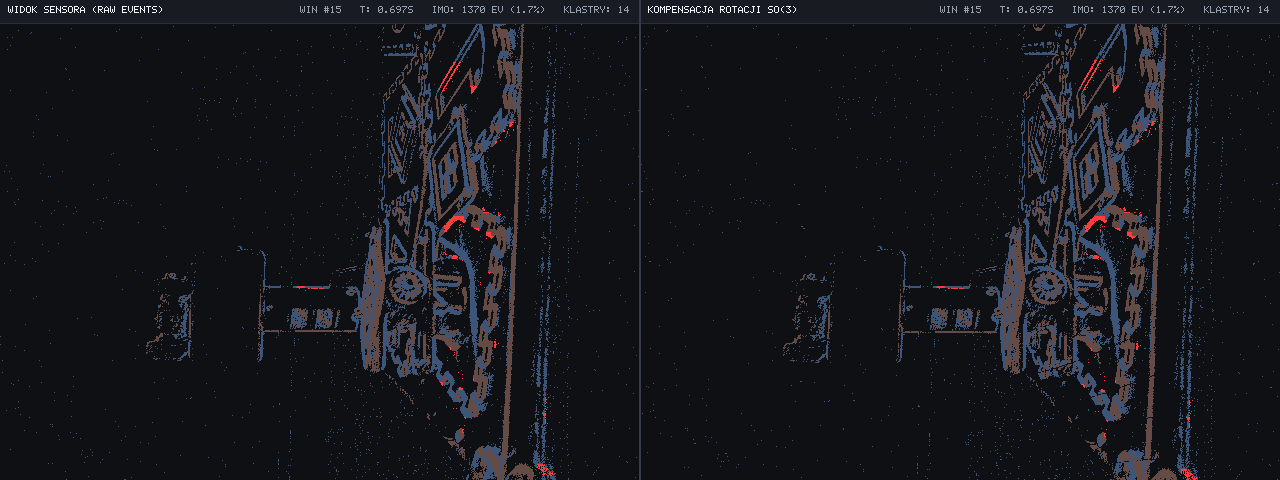 WIDOK SENSORA (RAW EVENTS) WIN #15 T: 0.697S IMO: 1370 EV (1.7%) KLASTRY: 14
KOMPENSACJA ROTACJI SO(3) WIN #15 T: 0.697S IMO: 1370 EV (1.7%) KLASTRY: 14